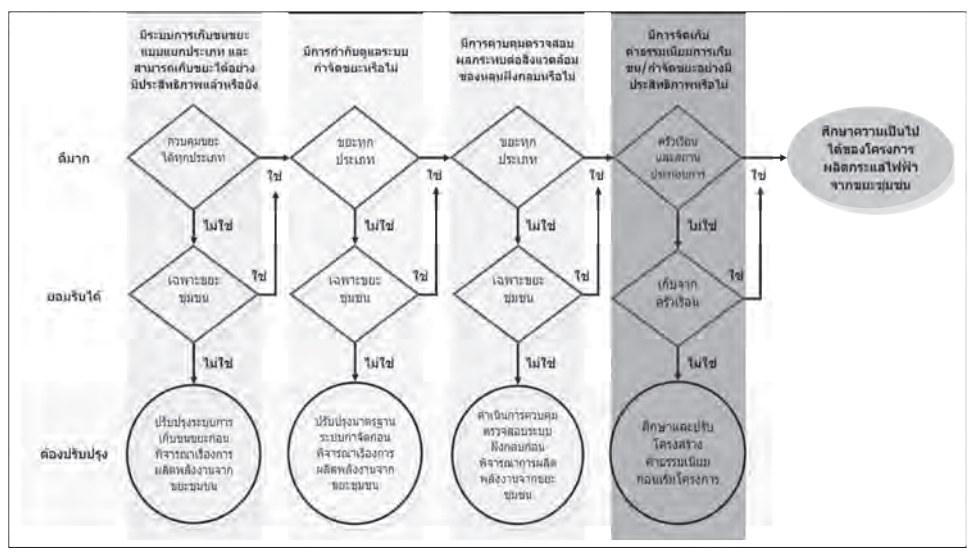 มีระบบการเก็บขนขยะ
แบบแยกประเภท และ
สามารถเก็บขยะได้อย่าง
มีประสิทธิภาพแล้วหรือยัง
มีการกำกับดูแลระบบ
กำจัดขยะหรือไม่
มีการควบคุมตรวจสอบ
ผลกระทบต่อสิ่งแวดล้อม
ของหลุมฝังกลบหรือไม่
มีการจัดเก็บ
ค่าธรรมเนียมการเก็บ
ขน/กำจัดขยะอย่างมี
ประสิทธิภาพหรือไม่
ดีมาก
ควบคุมขยะ
ได้ทุกประเภท
ใช่
ขยะทุก
ประเภท
ใช่
ขยะทุก
ประเภท
ใช่
ครัวเรือน
และสถาน
ประกอบการ
ใช่
ศึกษาความเป็นไป
ได้ของโครงการ
ผลิตกระแสไฟฟ้า
จากขยะชุมชน
ไม่ใช่
ไม่ใช่
ไม่ใช่
ไม่ใช่
ยอมรับได้
เฉพาะขยะ
ชุมชน
ใช่
เฉพาะขยะ
ชุมชน
ใช่
เฉพาะขยะ
ชุมชน
ใช่
เก็บจาก
ครัวเรือน
ใช่
ไม่ใช่
ไม่ใช่
ไม่ใช่
ไม่ใช่
ต้องปรับปรุง
ปรับปรุงระบบการ
เก็บขนขยะก่อน
พิจารณาเรื่องการ
ผลิตพลังงานจาก
ขยะชุมชน
ปรับปรุงมาตรฐาน
ระบบกำจัดก่อน
พิจารณาเรื่องการ
ผลิตพลังงานจาก
ขยะชุมชน
ดำเนินการควบคุม
ตรวจสอบระบบ
ฝังกลบก่อน
พิจารณาการผลิต
พลังงานจากขยะ
ชุมชน
ศึกษาและปรับ
โครงสร้าง
ค่าธรรมเนียม
ก่อนเริ่มโครงการ